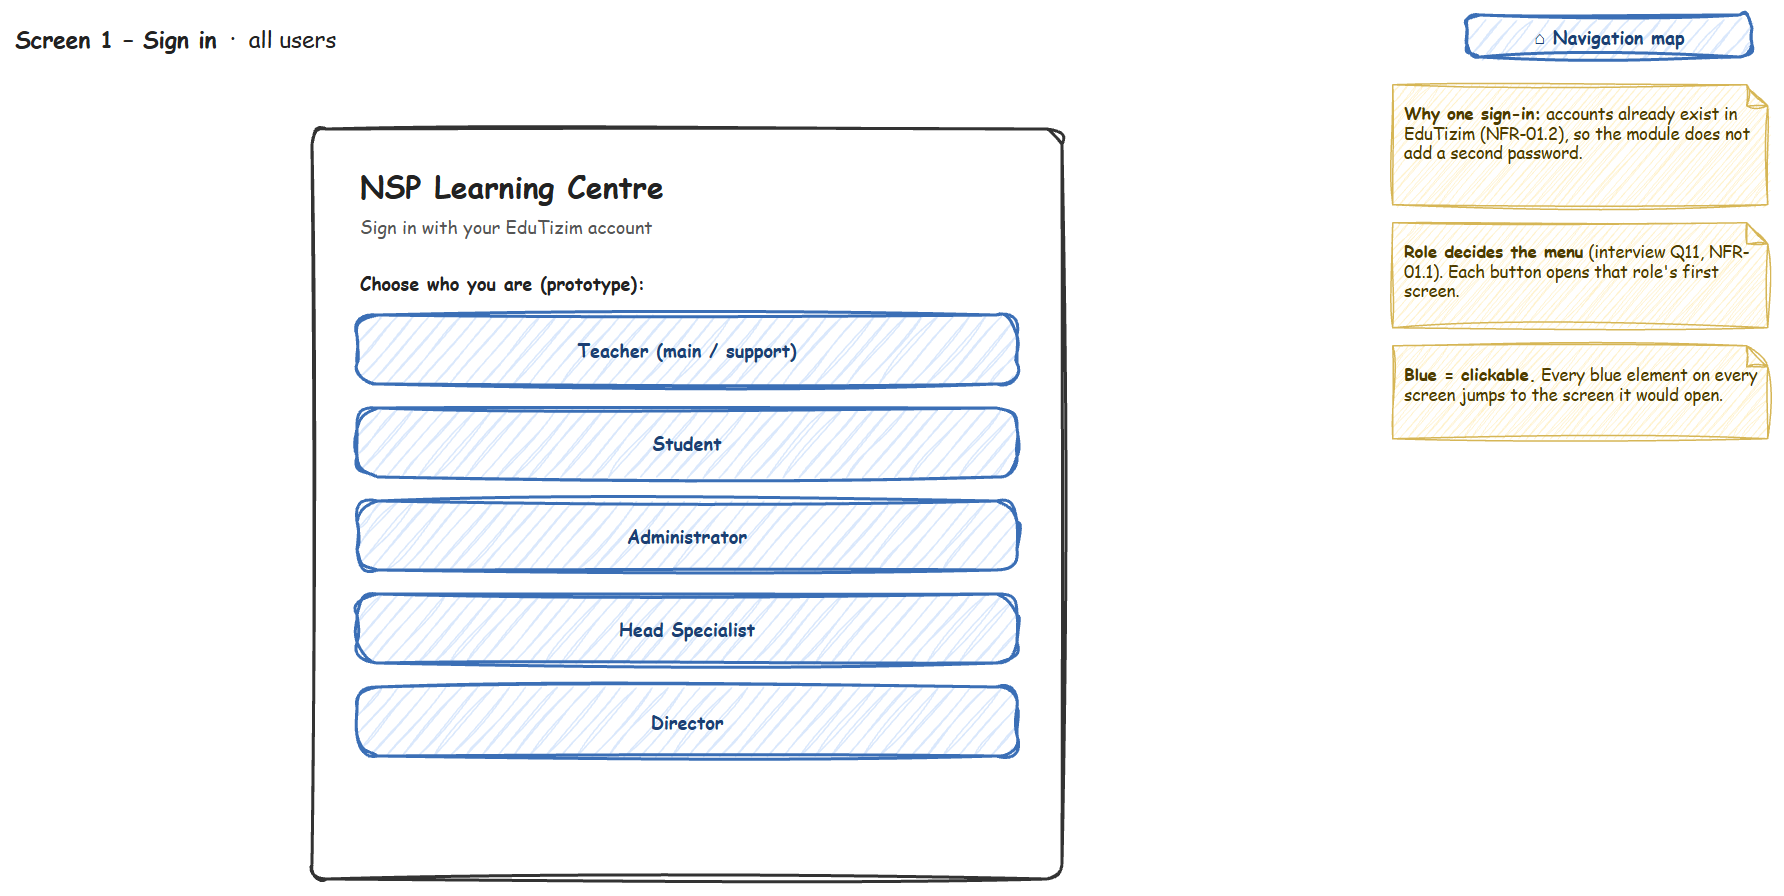 Screen 1 – Sign in · all users
⌂ Navigation map
NSP Learning Centre
Sign in with your EduTizim account
Choose who you are (prototype):
Teacher (main / support)
Student
Administrator
Head Specialist
Director
Why one sign-in: accounts already exist in
EduTizim (NFR-01.2), so the module does not
add a second password.
Role decides the menu (interview Q11, NFR-
01.1). Each button opens that role's first
screen.
Blue = clickable. Every blue element on every
screen jumps to the screen it would open.